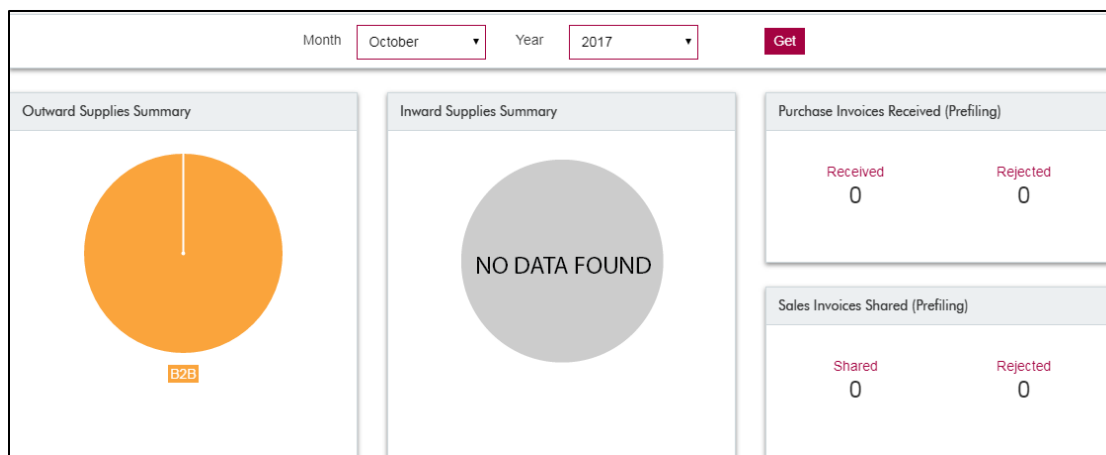 Month October Year 2017 Get
Outward Supplies Summary
B2B
Inward Supplies Summary
NO DATA FOUND
Purchase Invoices Received (Prefiling)
Received Rejected
0 0
Sales Invoices Shared (Prefiling)
Shared Rejected
0 0